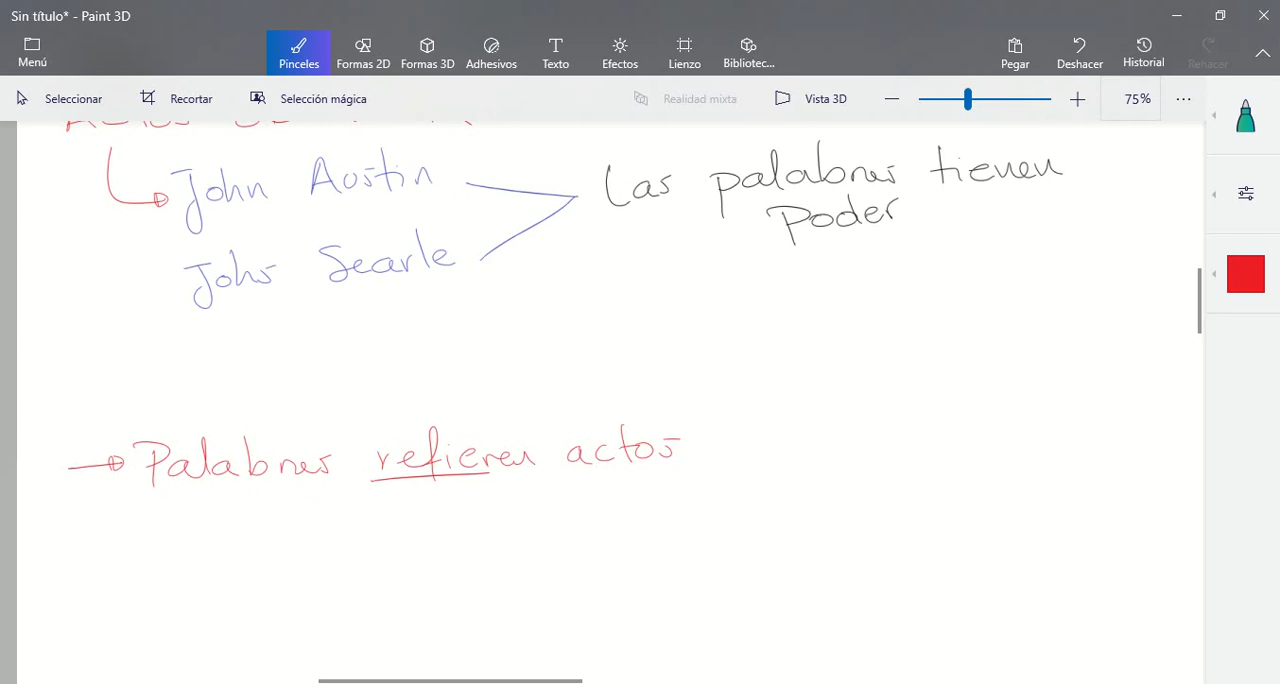 Sin título* - Paint 3D
Menú
Pinceles
Formas 2D
Formas 3D
Adhesivos
Texto
Efectos
Lienzo
Bibliotec...
Pegar
Deshacer
Historial
Rehacer
Seleccionar
Recortar
Selección mágica
Realidad mixta
Vista 3D
75%
John Austin
John Searle
Las palabras tienen
poder
Palabras refieren actos